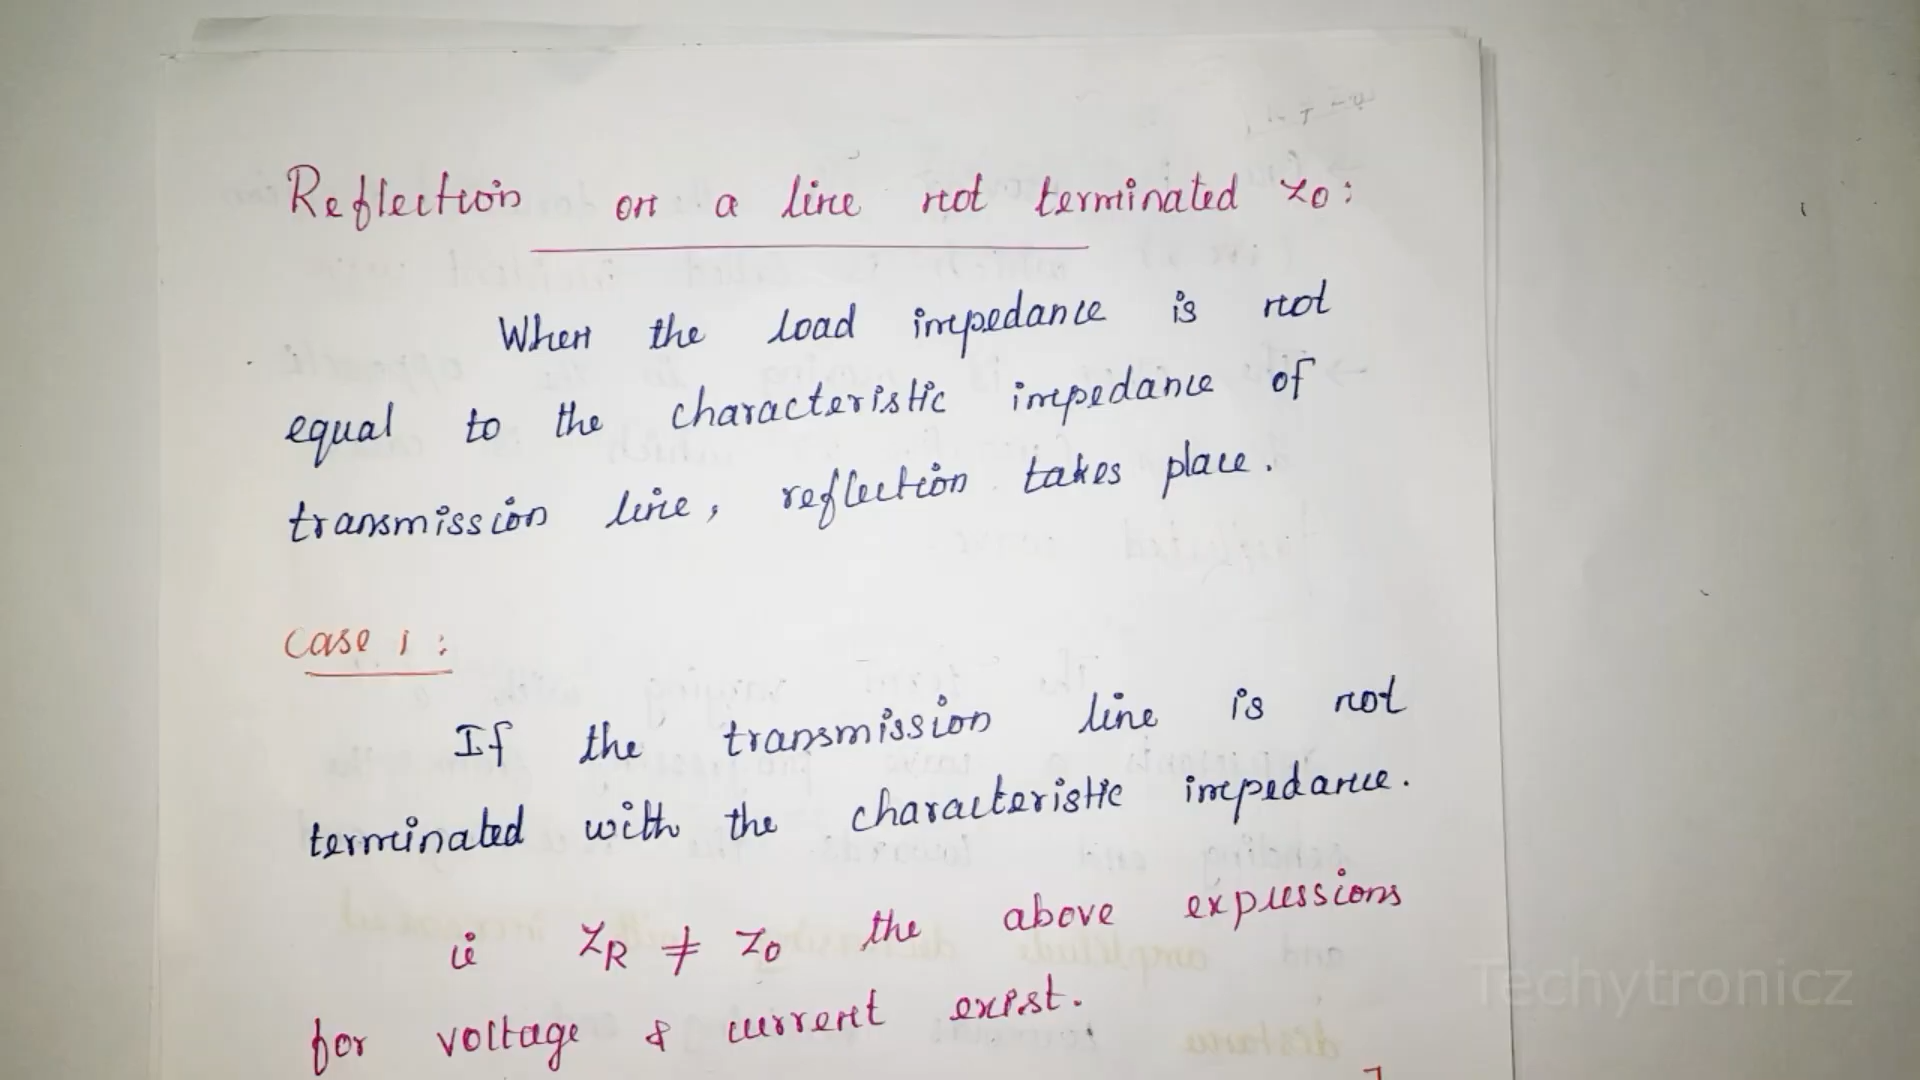 Reflection on a line not terminated Z0:
When the load impedance is not
equal to the characteristic impedance of
transmission line, reflection takes place.
Case 1:
If the transmission line is not
terminated with the characteristic impedance.
ie ZR ≠ Z0 the above expressions
for voltage & current exist.
Techytronicz